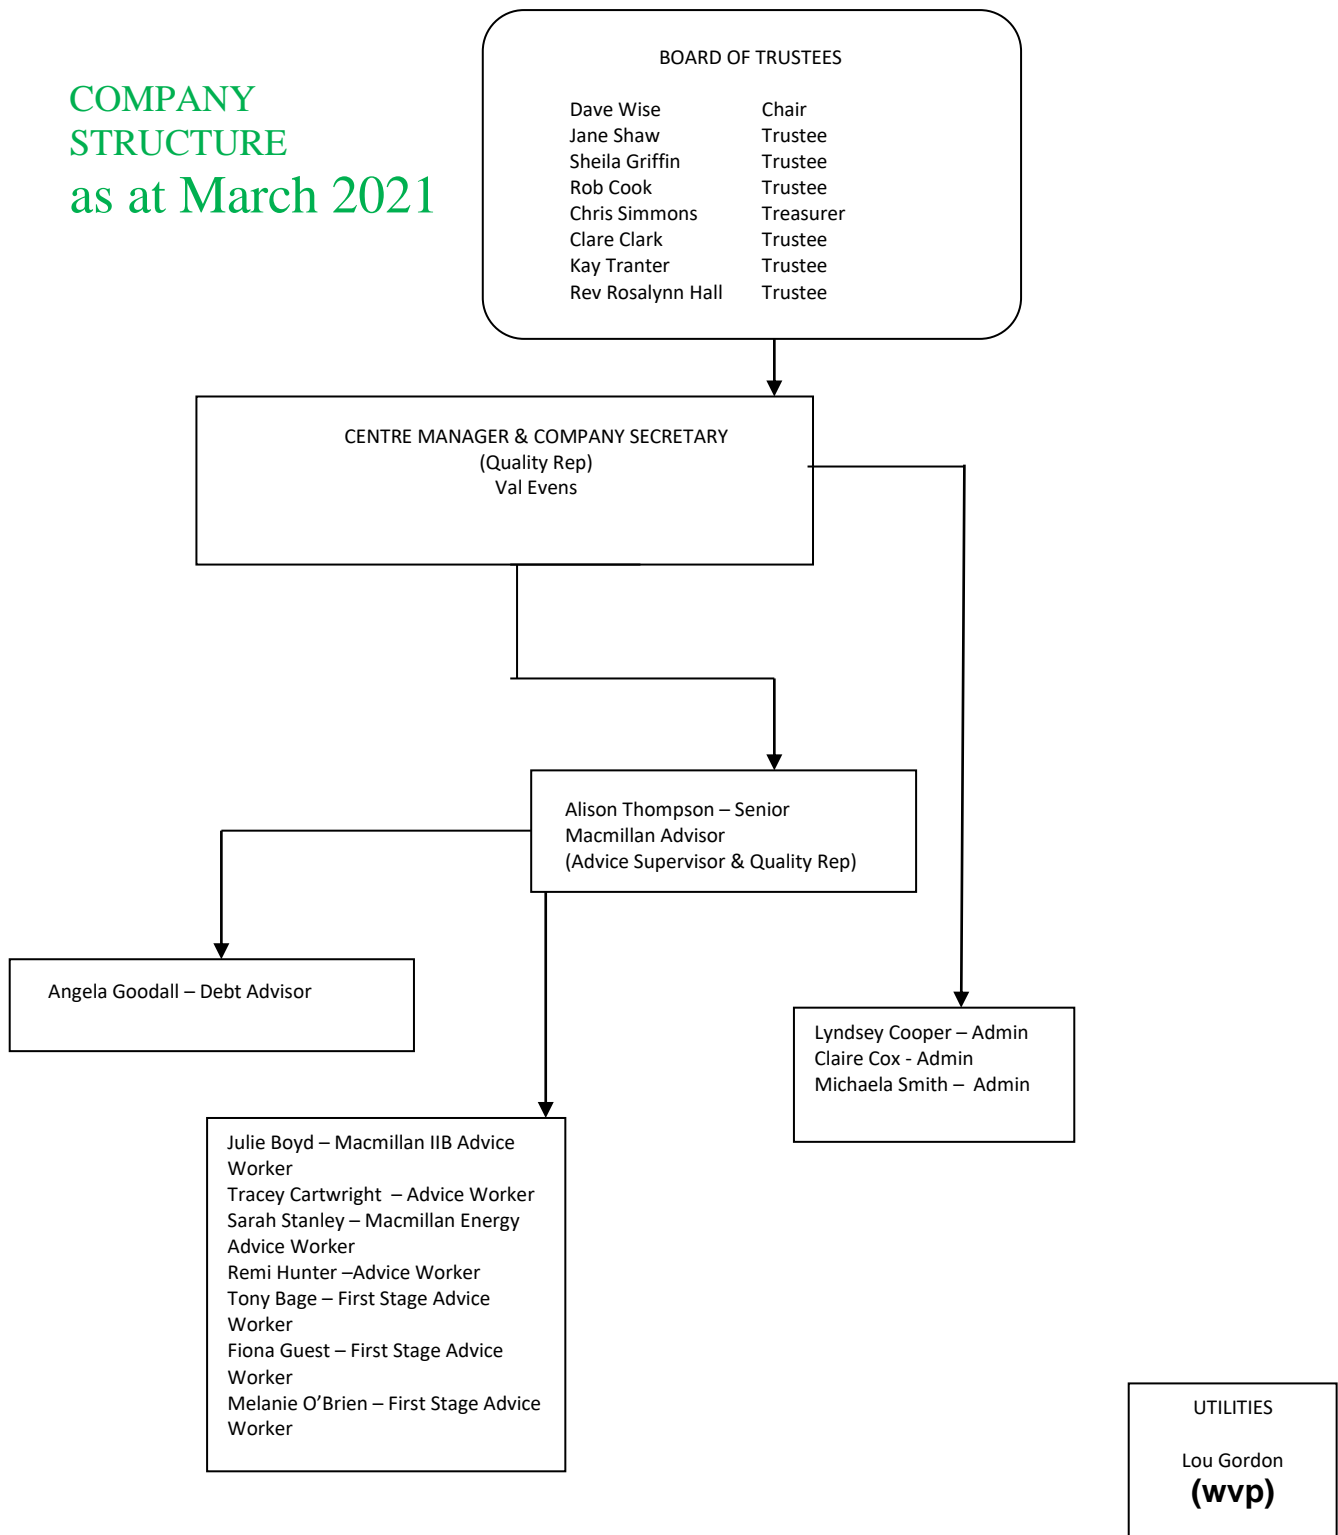 COMPANY
STRUCTURE
as at March 2021
BOARD OF TRUSTEES
Dave Wise Chair
Jane Shaw Trustee
Sheila Griffin Trustee
Rob Cook Trustee
Chris Simmons Treasurer
Clare Clark Trustee
Kay Tranter Trustee
Rev Rosalynn Hall Trustee
CENTRE MANAGER & COMPANY SECRETARY
(Quality Rep)
Val Evens
Alison Thompson – Senior
Macmillan Advisor
(Advice Supervisor & Quality Rep)
Angela Goodall – Debt Advisor
Lyndsey Cooper – Admin
Claire Cox - Admin
Michaela Smith –  Admin
Julie Boyd – Macmillan IIB Advice
Worker
Tracey Cartwright  – Advice Worker
Sarah Stanley – Macmillan Energy
Advice Worker
Remi Hunter –Advice Worker
Tony Bage – First Stage Advice
Worker
Fiona Guest – First Stage Advice
Worker
Melanie O’Brien – First Stage Advice
Worker
UTILITIES
Lou Gordon
(wvp)